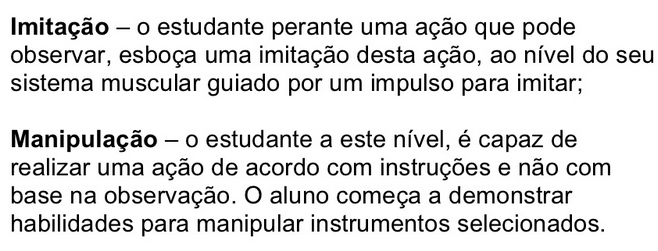 Imitação – o estudante perante uma ação que pode
observar, esboça uma imitação desta ação, ao nível do seu
sistema muscular guiado por um impulso para imitar;
Manipulação – o estudante a este nível, é capaz de
realizar uma ação de acordo com instruções e não com
base na observação. O aluno começa a demonstrar
habilidades para manipular instrumentos selecionados.